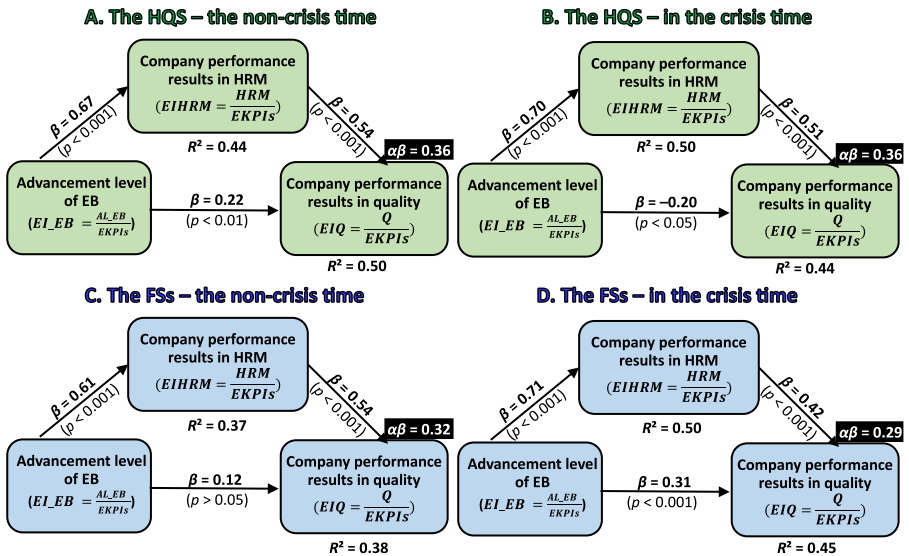 A. The HQS – the non-crisis time
Company performance
results in HRM
(EIHRM = HRM/EKPIs)
β = 0.67
(p < 0.001)
β = 0.54
(p < 0.001)
R² = 0.44
αβ = 0.36
Advancement level
of EB
(EI_EB = AL_EB/EKPIs)
β = 0.22
(p < 0.01)
Company performance
results in quality
(EIQ = Q/EKPIs)
R² = 0.50
B. The HQS – in the crisis time
Company performance
results in HRM
(EIHRM = HRM/EKPIs)
β = 0.70
(p < 0.001)
β = 0.51
(p < 0.001)
R² = 0.50
αβ = 0.36
Advancement level
of EB
(EI_EB = AL_EB/EKPIs)
β = –0.20
(p < 0.05)
Company performance
results in quality
(EIQ = Q/EKPIs)
R² = 0.44
C. The FSs – the non-crisis time
Company performance
results in HRM
(EIHRM = HRM/EKPIs)
β = 0.61
(p < 0.001)
β = 0.54
(p < 0.001)
R² = 0.37
αβ = 0.32
Advancement level
of EB
(EI_EB = AL_EB/EKPIs)
β = 0.12
(p > 0.05)
Company performance
results in quality
(EIQ = Q/EKPIs)
R² = 0.38
D. The FSs – in the crisis time
Company performance
results in HRM
(EIHRM = HRM/EKPIs)
β = 0.71
(p < 0.001)
β = 0.42
(p < 0.001)
R² = 0.50
αβ = 0.29
Advancement level
of EB
(EI_EB = AL_EB/EKPIs)
β = 0.31
(p < 0.001)
Company performance
results in quality
(EIQ = Q/EKPIs)
R² = 0.45